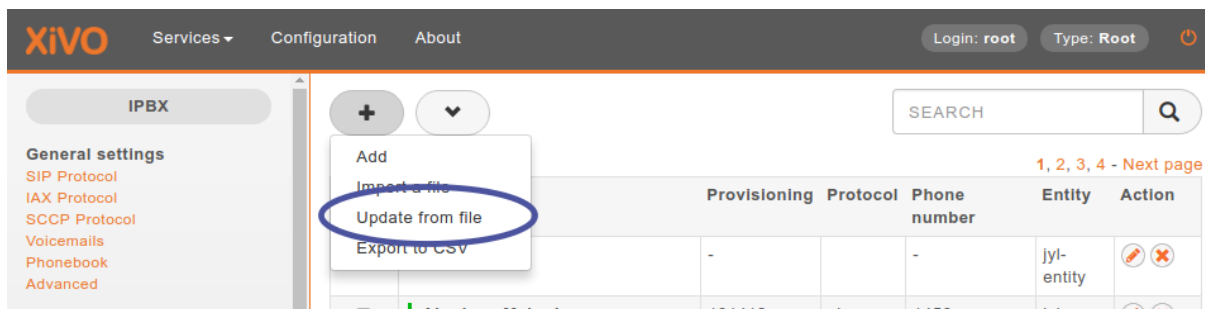 XiVO Services Configuration About Login: root Type: Root
IPBX
General settings
SIP Protocol
IAX Protocol
SCCP Protocol
Voicemails
Phonebook
Advanced
SEARCH
Add
Import a file
Update from file
Export to CSV
1, 2, 3, 4 - Next page
Provisioning Protocol Phone number Entity Action
- - jyl-entity